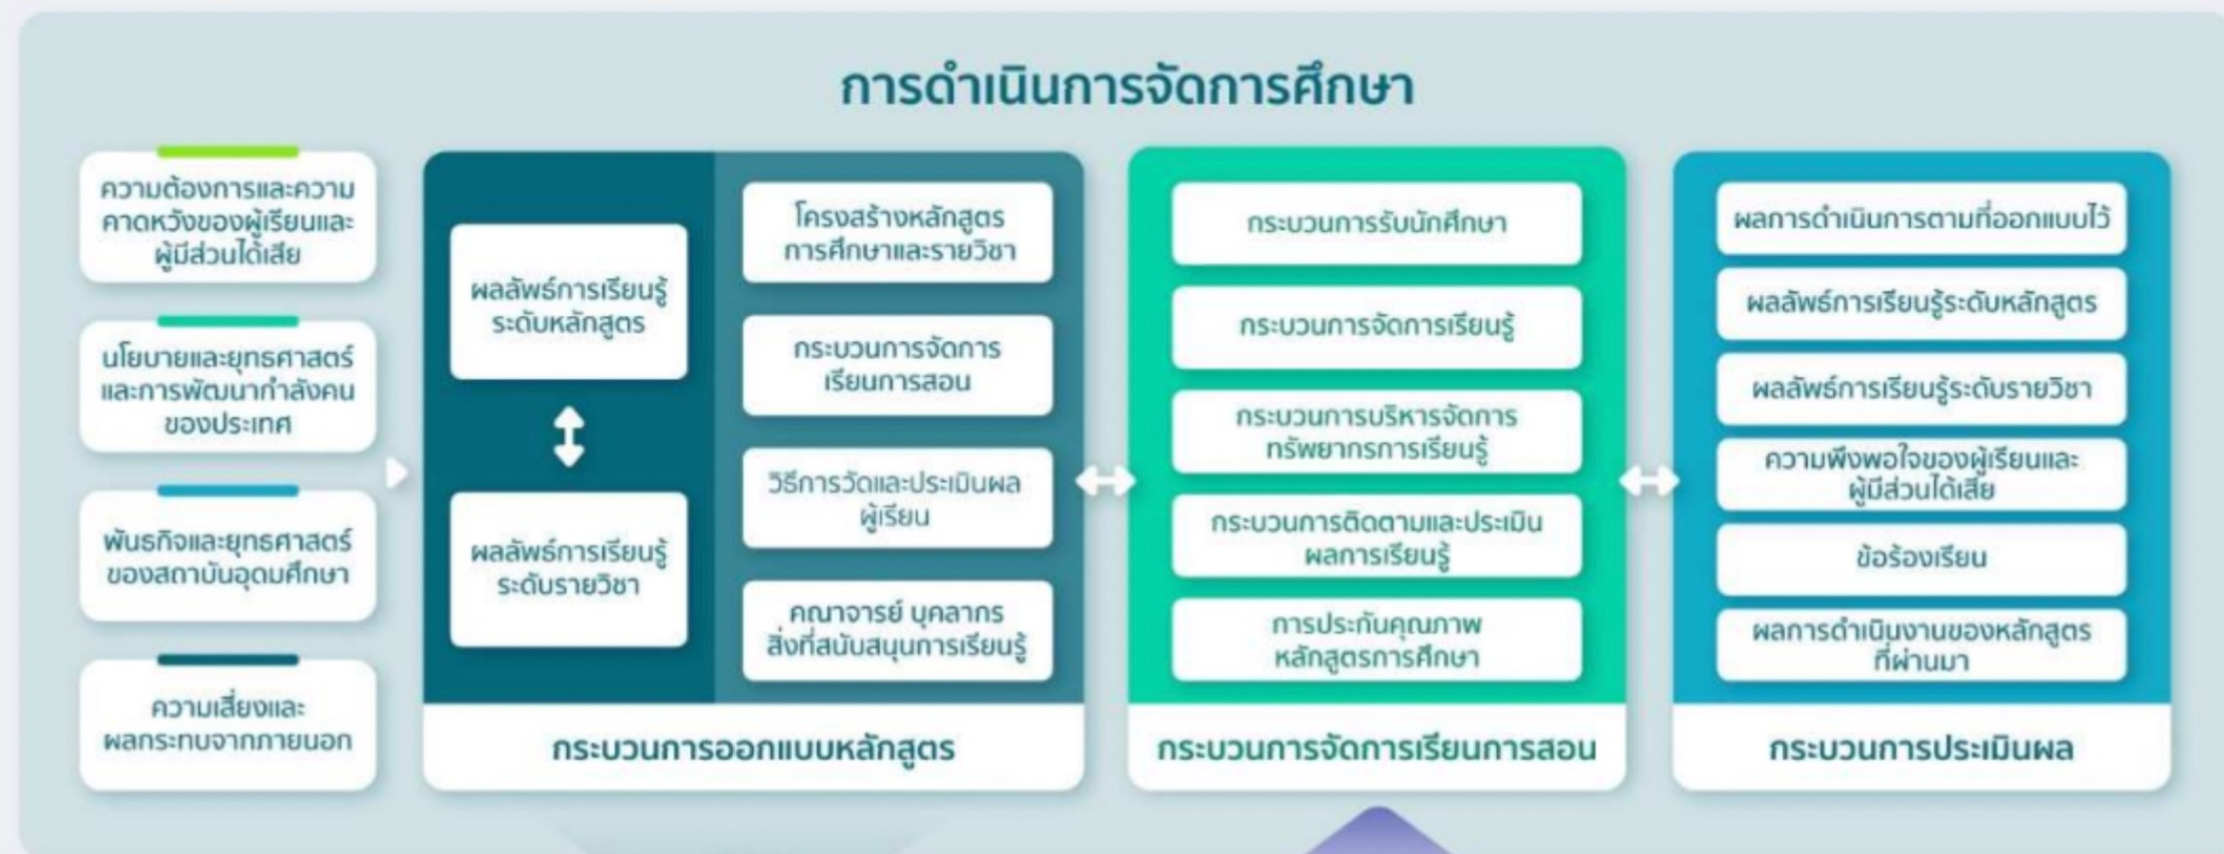 การดำเนินการจัดการศึกษา
ความต้องการและความ
คาดหวังของผู้เรียนและ
ผู้มีส่วนได้เสีย
นโยบายและยุทธศาสตร์
และการพัฒนากำลังคน
ของประเทศ
พันธกิจและยุทธศาสตร์
ของสถาบันอุดมศึกษา
ความเสี่ยงและ
ผลกระทบจากภายนอก
ผลลัพธ์การเรียนรู้
ระดับหลักสูตร
ผลลัพธ์การเรียนรู้
ระดับรายวิชา
โครงสร้างหลักสูตร
การศึกษาและรายวิชา
กระบวนการจัดการ
เรียนการสอน
วิธีการวัดและประเมินผล
ผู้เรียน
คณาจารย์ บุคลากร
สิ่งที่สนับสนุนการเรียนรู้
กระบวนการออกแบบหลักสูตร
กระบวนการรับนักศึกษา
กระบวนการจัดการเรียนรู้
กระบวนการบริหารจัดการ
ทรัพยากรการเรียนรู้
กระบวนการติดตามและประเมิน
ผลการเรียนรู้
การประกันคุณภาพ
หลักสูตรการศึกษา
กระบวนการจัดการเรียนการสอน
ผลการดำเนินการตามที่ออกแบบไว้
ผลลัพธ์การเรียนรู้ระดับหลักสูตร
ผลลัพธ์การเรียนรู้ระดับรายวิชา
ความพึงพอใจของผู้เรียนและ
ผู้มีส่วนได้เสีย
ข้อร้องเรียน
ผลการดำเนินงานของหลักสูตร
ที่ผ่านมา
กระบวนการประเมินผล